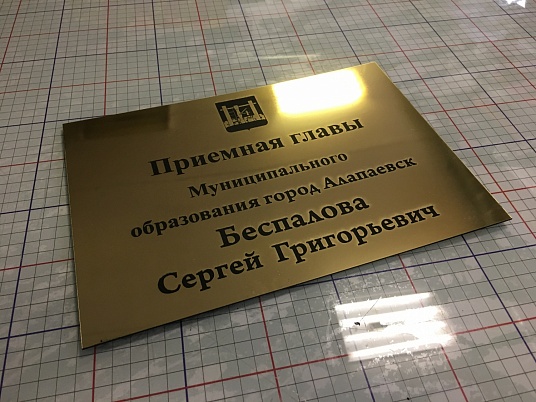 Приемная главы
Муниципального
образования город Алапаевск
Беспалова
Сергей Григорьевич